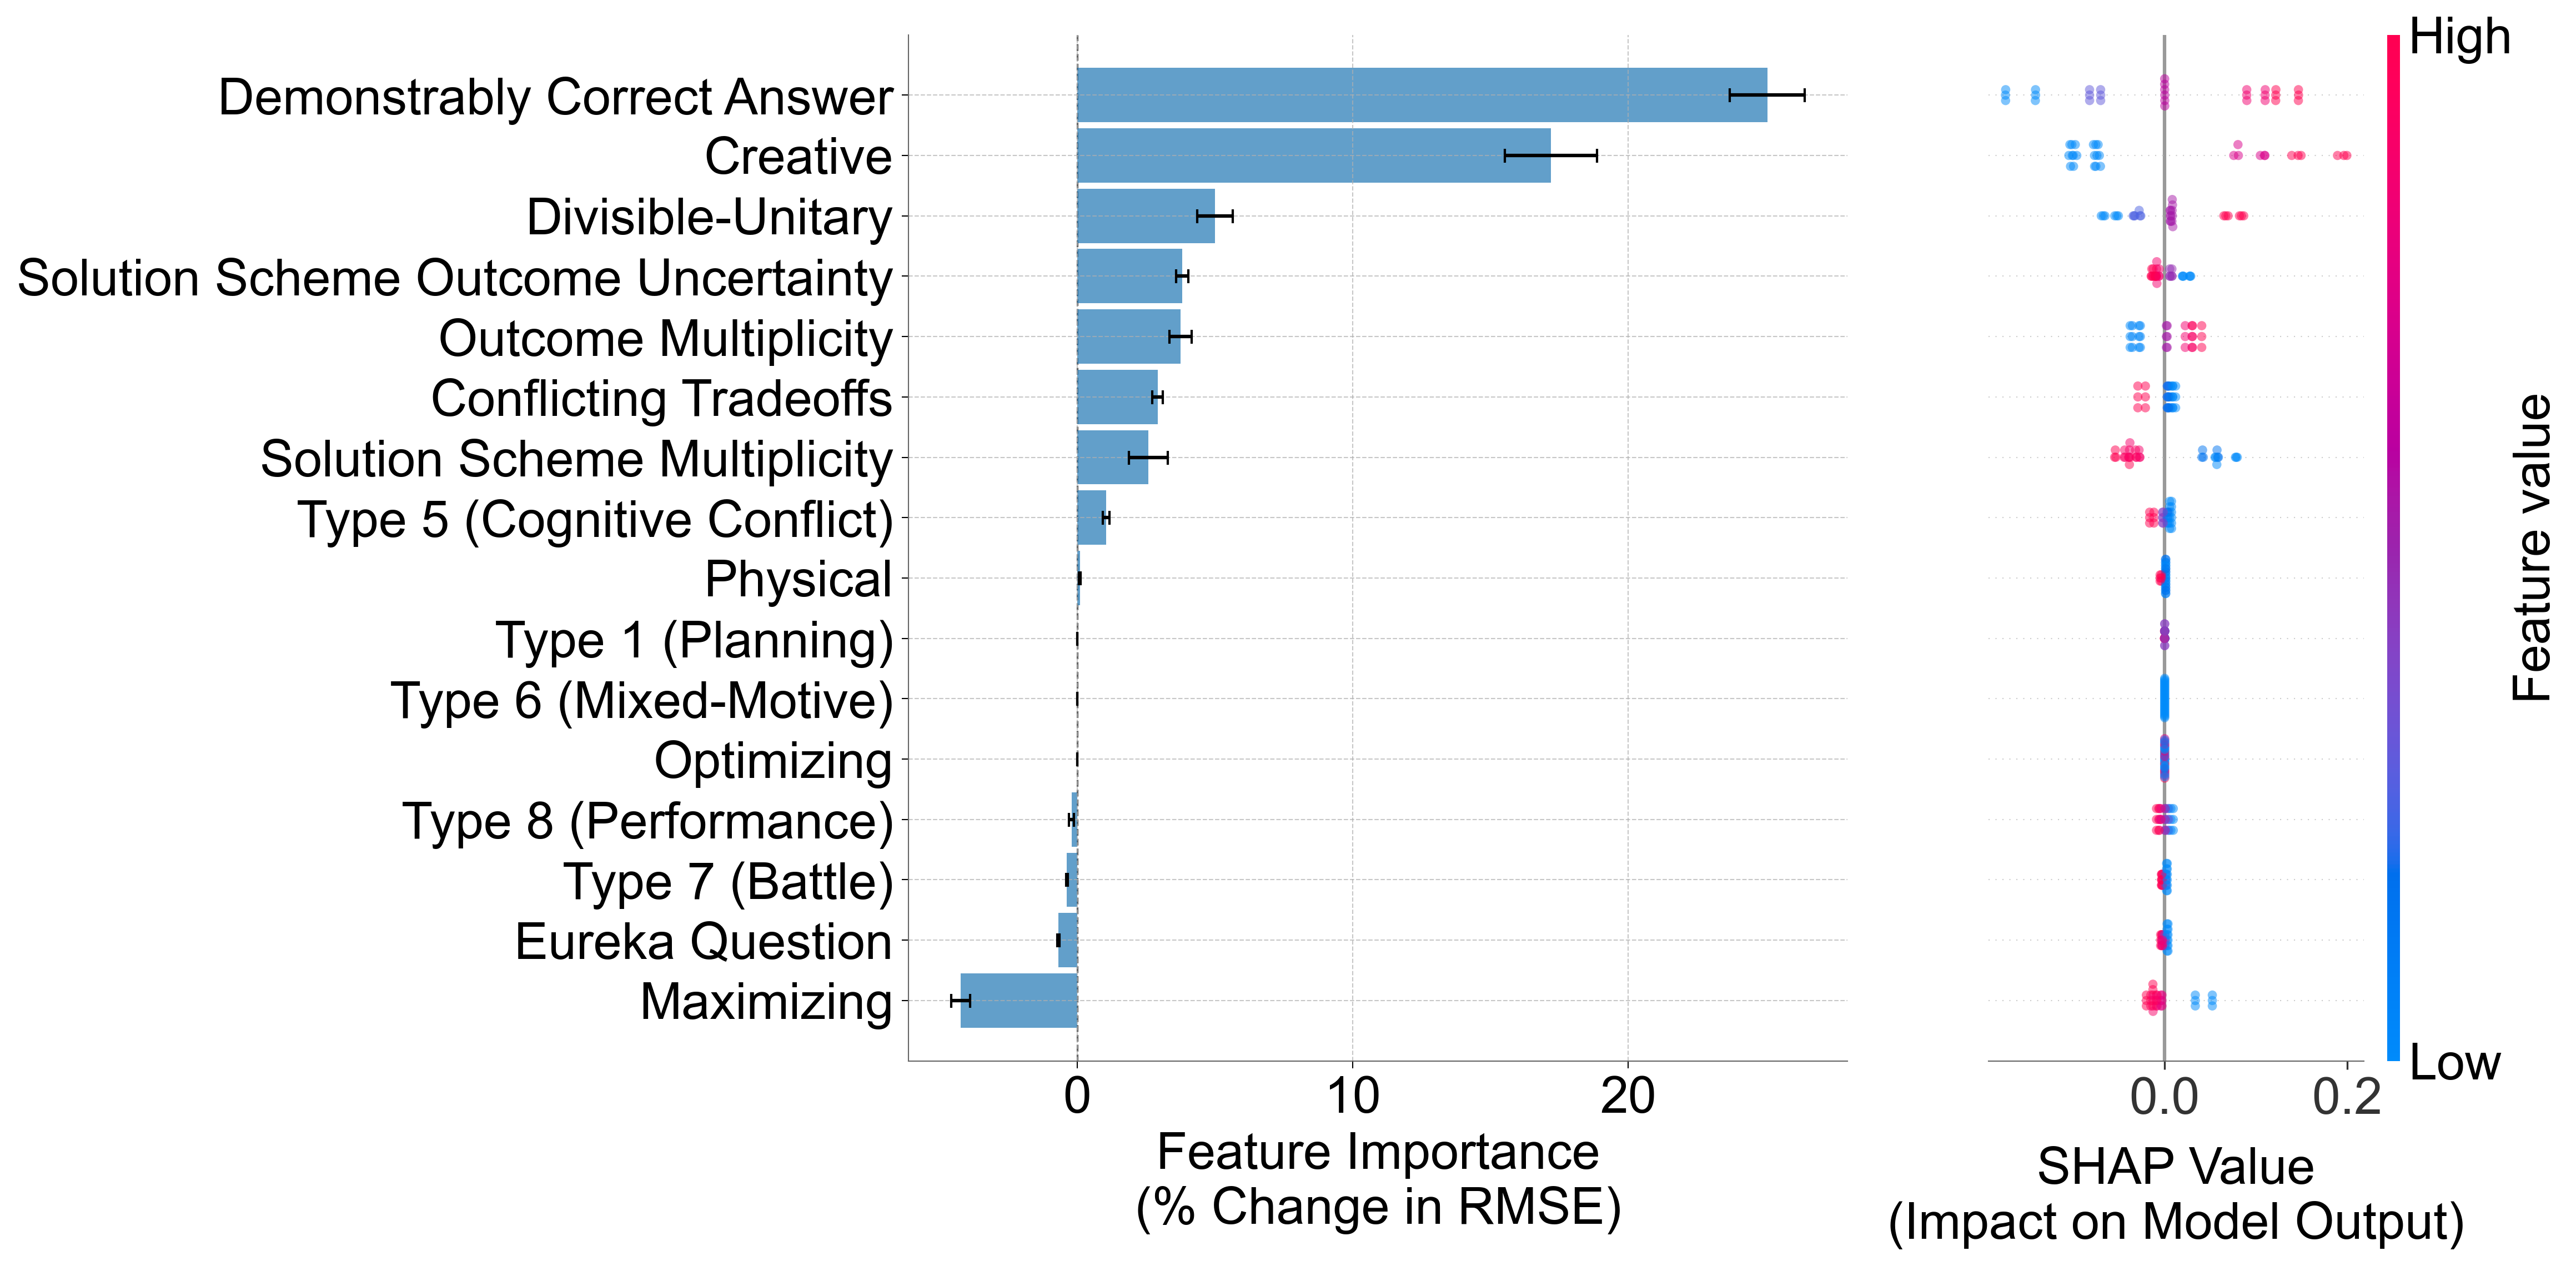 Demonstrably Correct Answer
Creative
Divisible-Unitary
Solution Scheme Outcome Uncertainty
Outcome Multiplicity
Conflicting Tradeoffs
Solution Scheme Multiplicity
Type 5 (Cognitive Conflict)
Physical
Type 1 (Planning)
Type 6 (Mixed-Motive)
Optimizing
Type 8 (Performance)
Type 7 (Battle)
Eureka Question
Maximizing
0 10 20
Feature Importance
(% Change in RMSE)
0.0 0.2
SHAP Value
(Impact on Model Output)
High
Feature value
Low